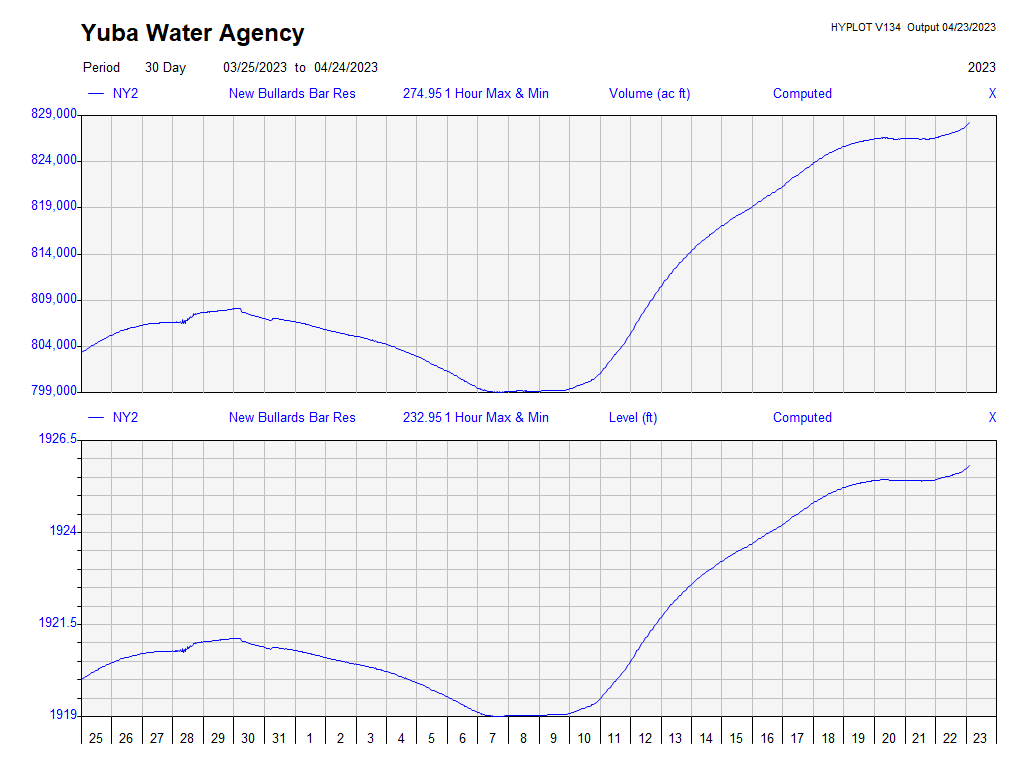 Yuba Water Agency
HYPLOT V134 Output 04/23/2023
Period 30 Day 03/25/2023 to 04/24/2023 2023
NY2 New Bullards Bar Res 274.95 1 Hour Max & Min Volume (ac ft) Computed X
829,000
824,000
819,000
814,000
809,000
804,000
799,000
NY2 New Bullards Bar Res 232.95 1 Hour Max & Min Level (ft) Computed X
1926.5
1924
1921.5
1919
25 26 27 28 29 30 31 1 2 3 4 5 6 7 8 9 10 11 12 13 14 15 16 17 18 19 20 21 22 23